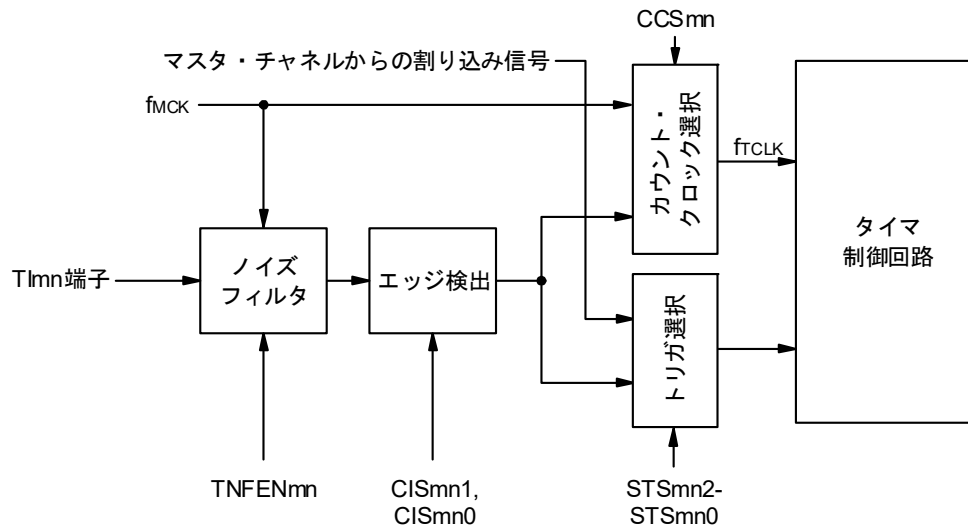 CCSmn
マスタ・チャネルからの割り込み信号
fMCK
カウント・
クロック選択
fTCLK
タイマ
制御回路
TImn端子
ノイズ
フィルタ
エッジ検出
トリガ選択
TNFENmn
CISmn1,
CISmn0
STSmn2-
STSmn0